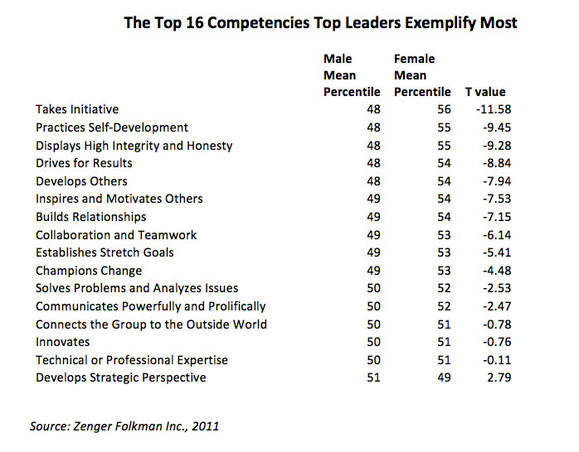 The Top 16 Competencies Top Leaders Exemplify Most
Male Female
Mean Mean
Percentile Percentile T value
Takes Initiative 48 56 -11.58
Practices Self-Development 48 55 -9.45
Displays High Integrity and Honesty 48 55 -9.28
Drives for Results 48 54 -8.84
Develops Others 48 54 -7.94
Inspires and Motivates Others 49 54 -7.53
Builds Relationships 49 54 -7.15
Collaboration and Teamwork 49 53 -6.14
Establishes Stretch Goals 49 53 -5.41
Champions Change 49 53 -4.48
Solves Problems and Analyzes Issues 50 52 -2.53
Communicates Powerfully and Prolifically 50 52 -2.47
Connects the Group to the Outside World 50 51 -0.78
Innovates 50 51 -0.76
Technical or Professional Expertise 50 51 -0.11
Develops Strategic Perspective 51 49 2.79
Source: Zenger Folkman Inc., 2011